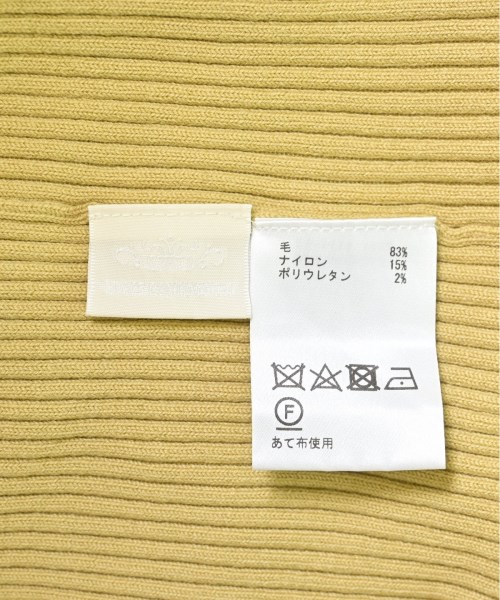 毛 83%
ナイロン 15%
ポリウレタン 2%
F
あて布使用